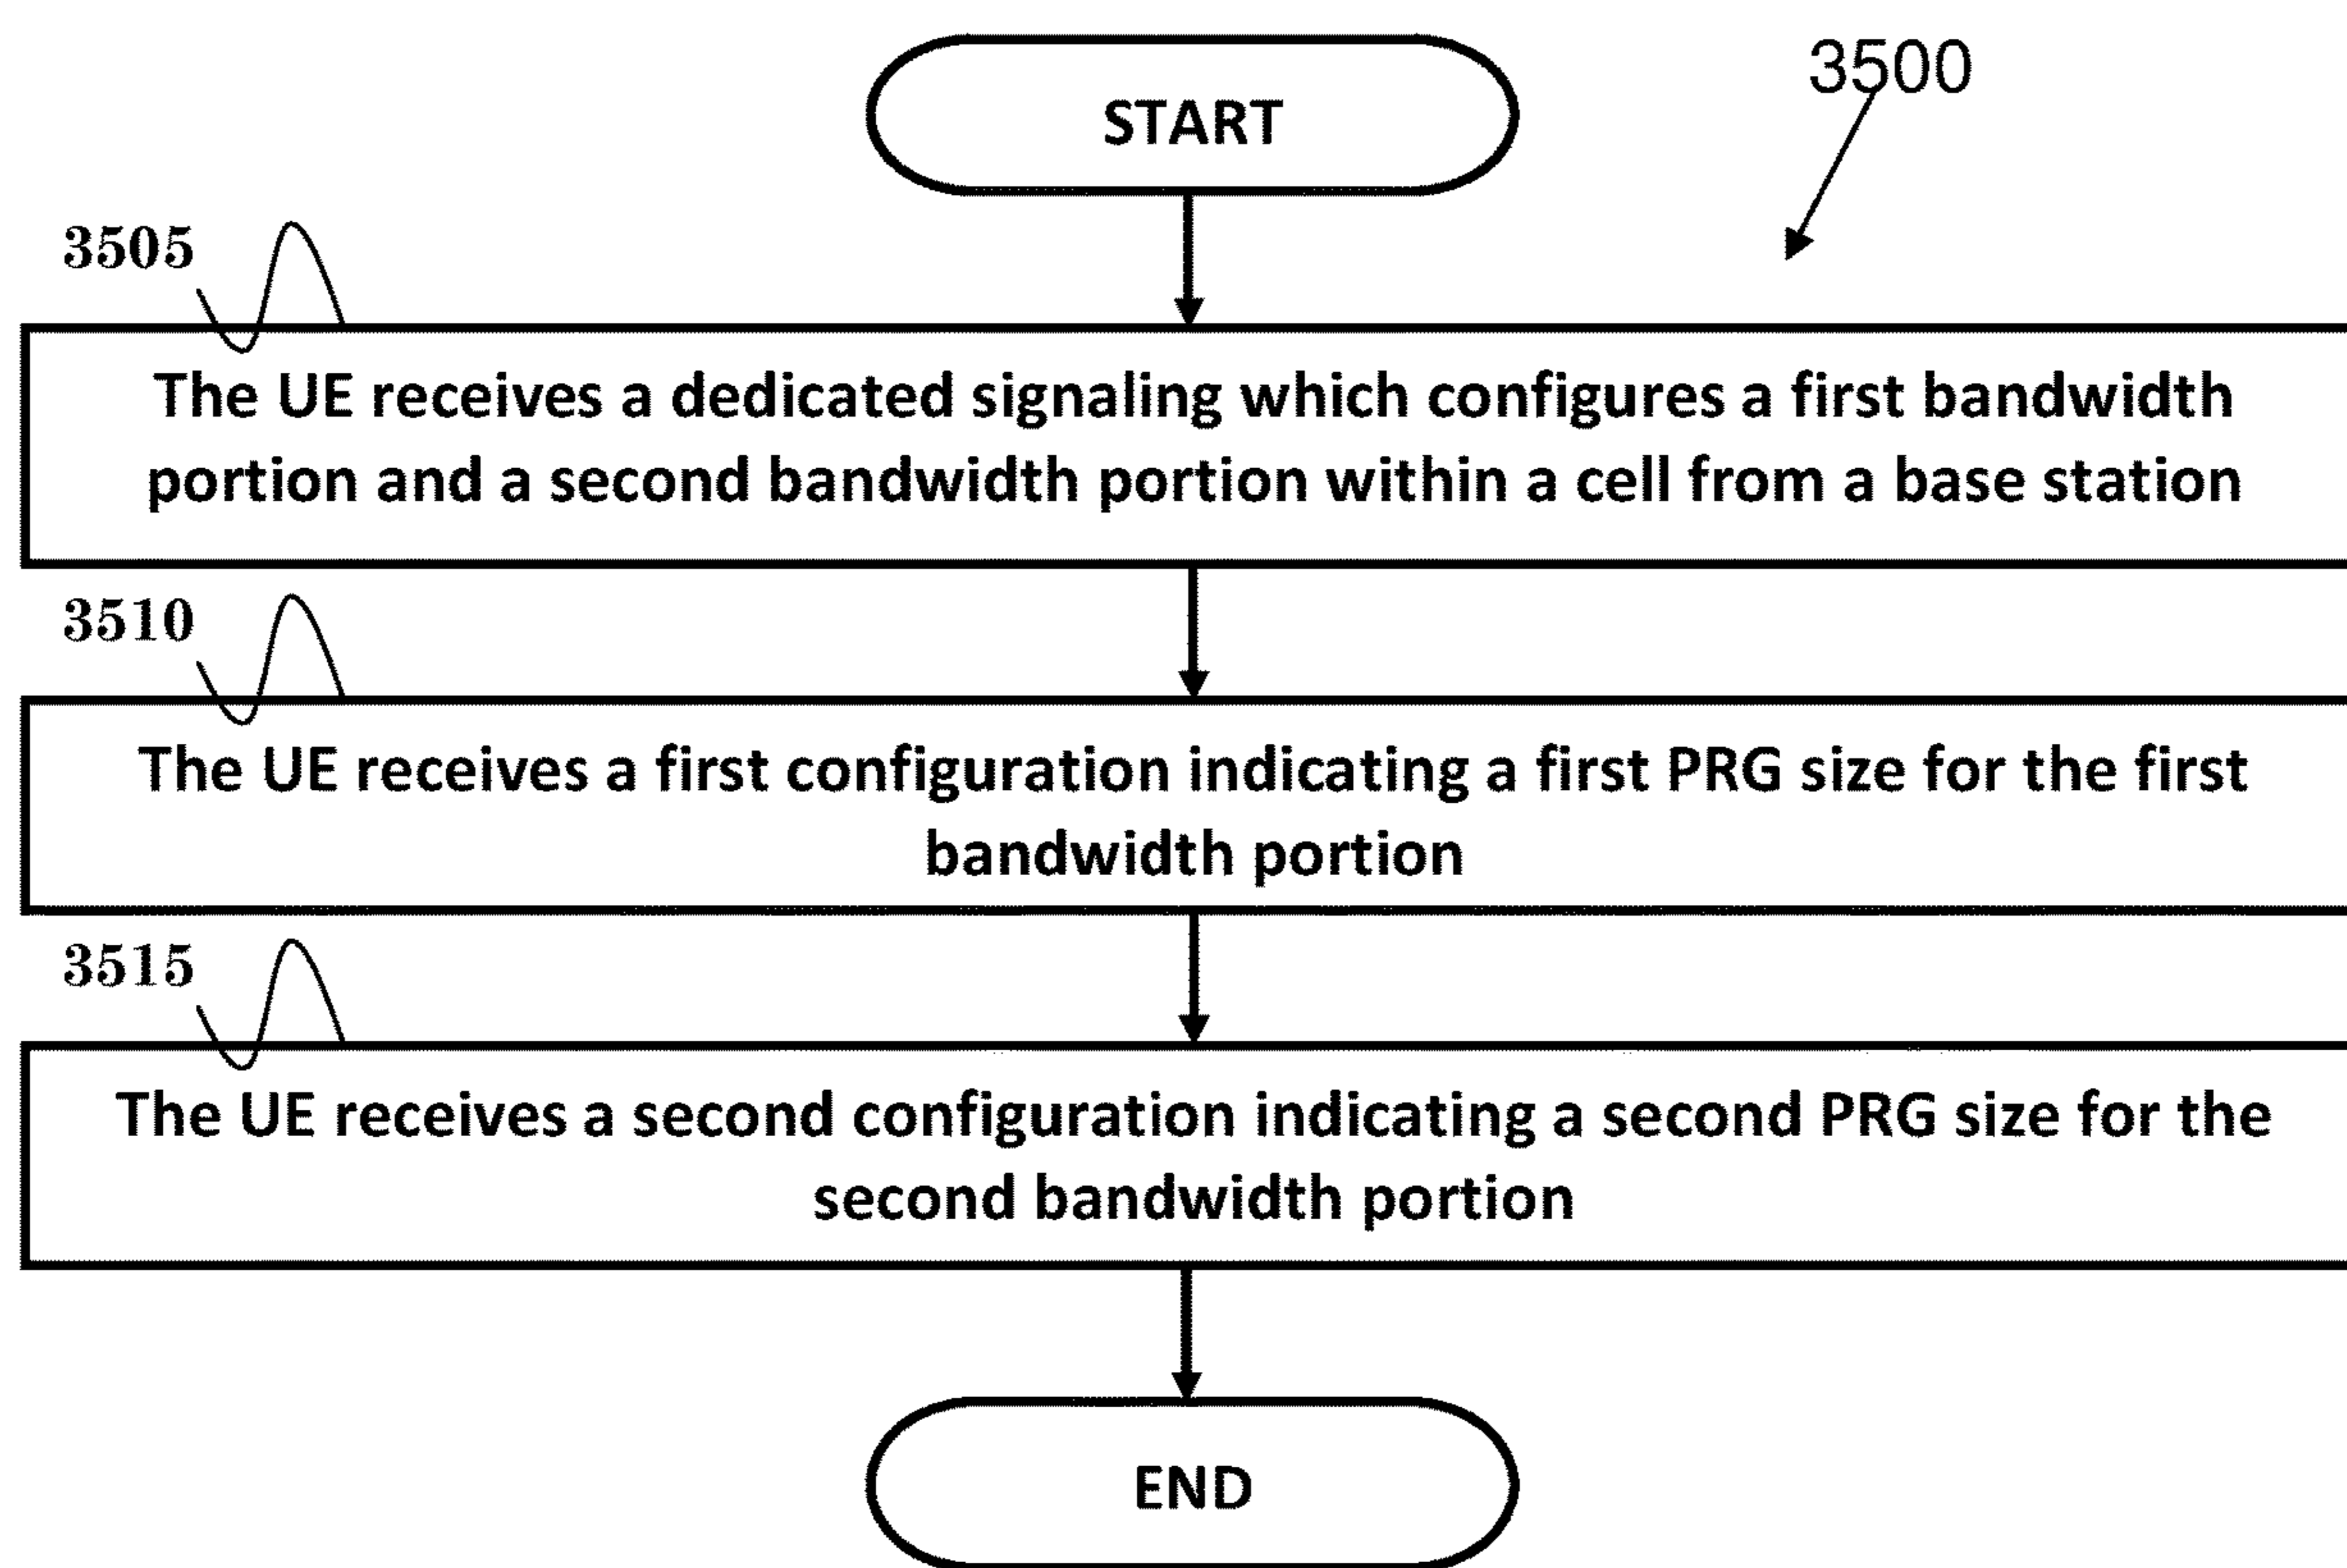 START
3500
3505
The UE receives a dedicated signaling which configures a first bandwidth
portion and a second bandwidth portion within a cell from a base station
3510
The UE receives a first configuration indicating a first PRG size for the first
bandwidth portion
3515
The UE receives a second configuration indicating a second PRG size for the
second bandwidth portion
END